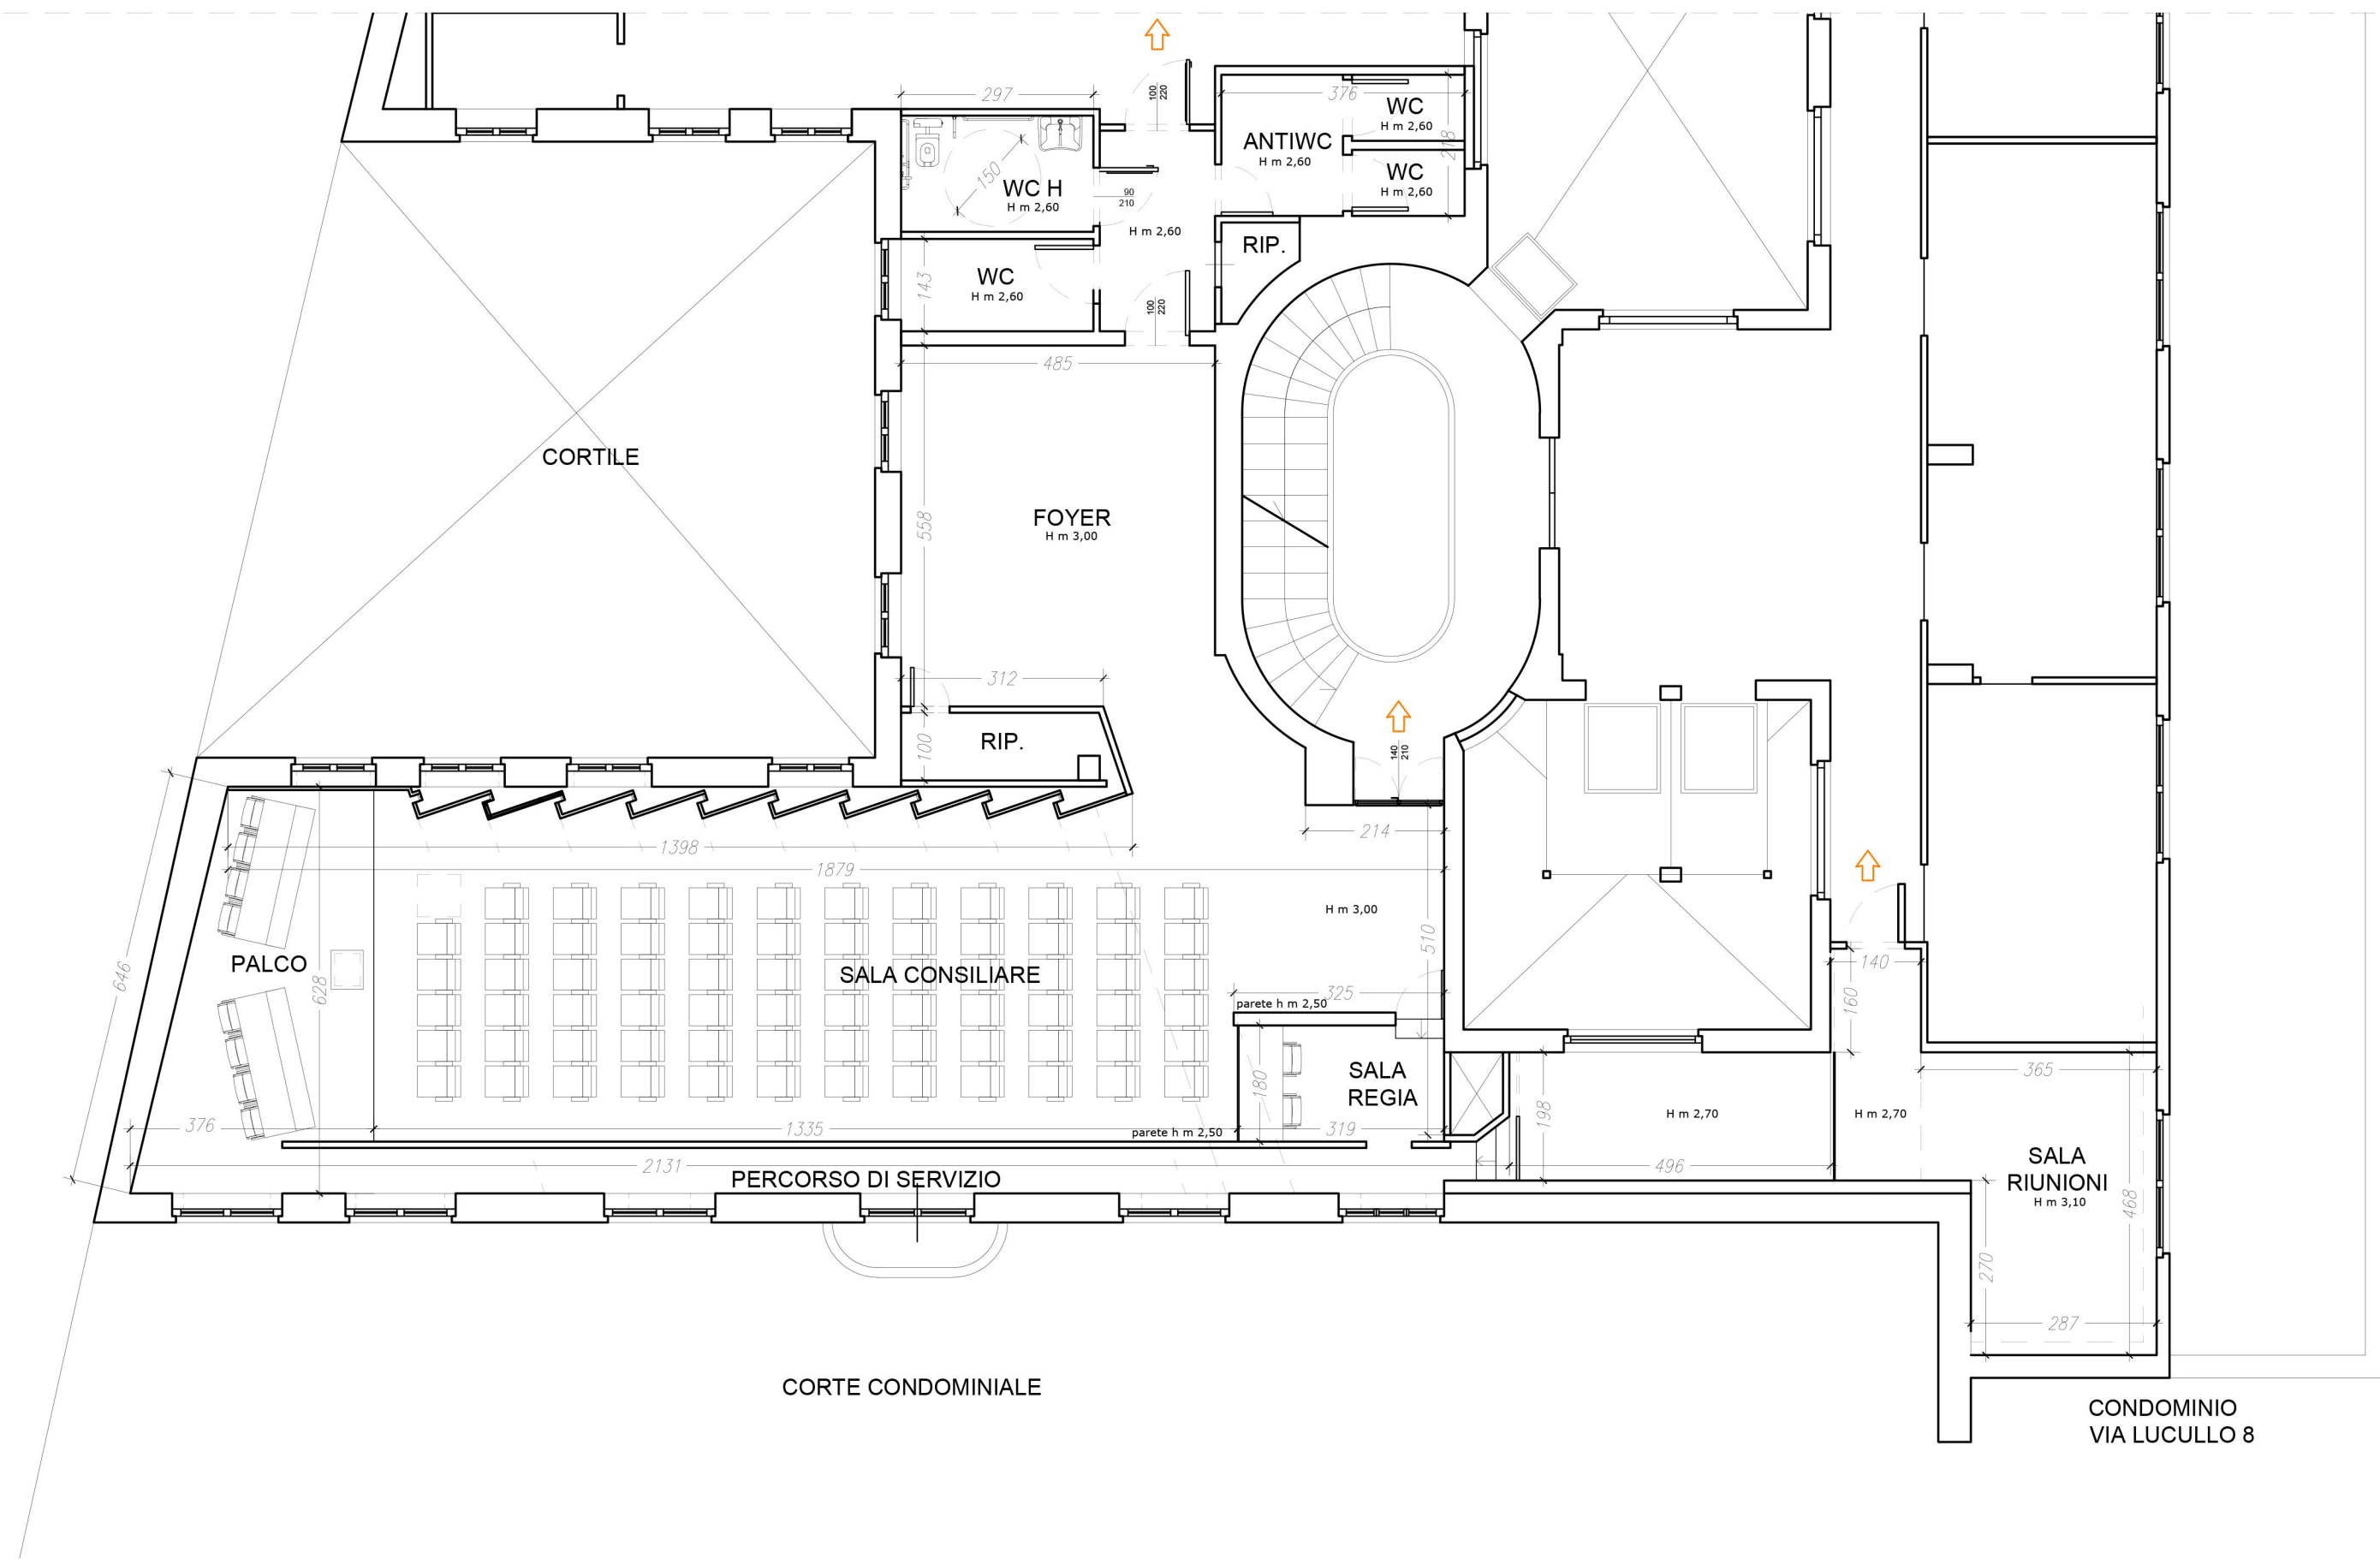 297
100
220
376
WC
H m 2,60
ANTIWC
H m 2,60
218
WC
H m 2,60
150
WC H
H m 2,60
90
210
H m 2,60
RIP.
WC
H m 2,60
143
100
220
485
CORTILE
FOYER
H m 3,00
558
312
RIP.
100
140
210
214
1398
1879
H m 3,00
510
646
PALCO
628
SALA CONSILIARE
140
160
325
parete h m 2,50
SALA
REGIA
180
365
198
H m 2,70
H m 2,70
376
1335
parete h m 2,50
319
2131
PERCORSO DI SERVIZIO
496
SALA
RIUNIONI
H m 3,10
468
270
287
CORTE CONDOMINIALE
CONDOMINIO
VIA LUCULLO 8